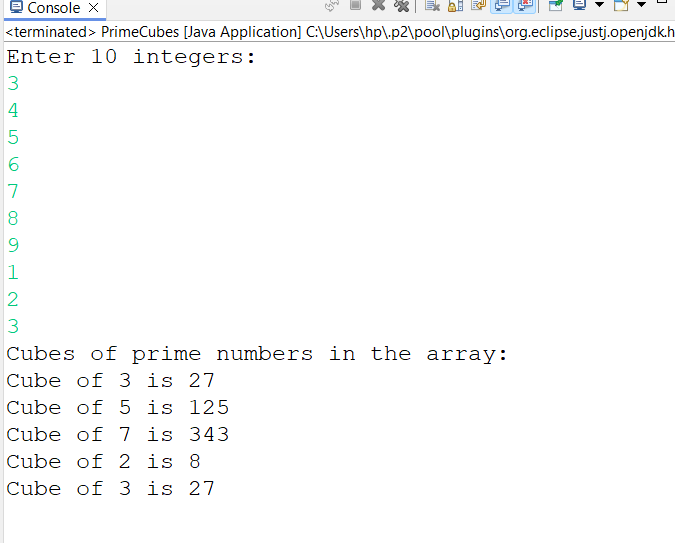 Console
<terminated> PrimeCubes [Java Application] C:\Users\hp\.p2\pool\plugins\org.eclipse.justj.openjdk.h
Enter 10 integers:
3
4
5
6
7
8
9
1
2
3
Cubes of prime numbers in the array:
Cube of 3 is 27
Cube of 5 is 125
Cube of 7 is 343
Cube of 2 is 8
Cube of 3 is 27